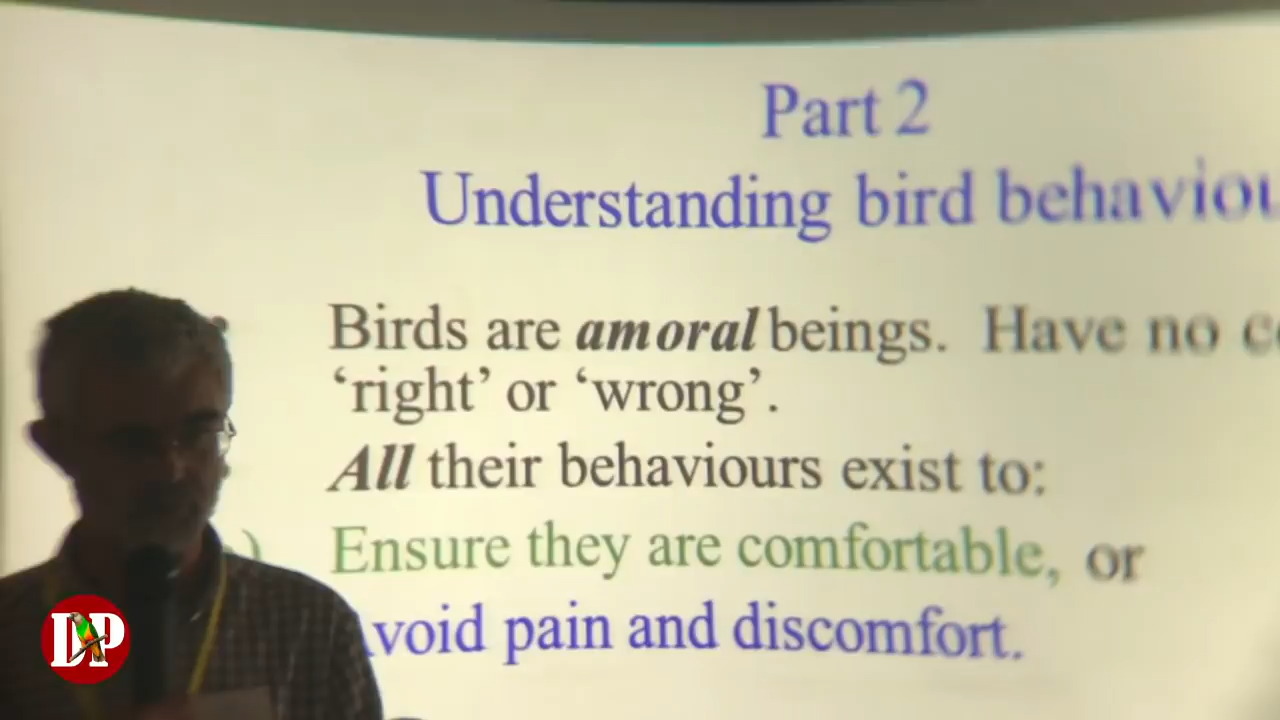 Part 2
Understanding bird
Birds are amoral beings. Have no
‘right’ or ‘wrong’.
All their behaviours exist to:
) Ensure they are comfortable, or
void pain and discomfort.
DP